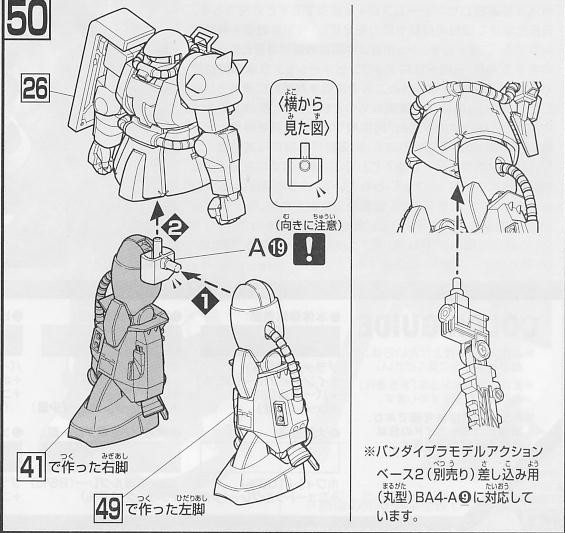 50
26
〈横から
見た図〉
(向きに注意)
A⓳ !
❷
❶
41で作った右脚
49で作った左脚
※バンダイプラモデルアクション
ベース2(別売り)差し込み用
(丸型)BA4-A❾に対応して
います。